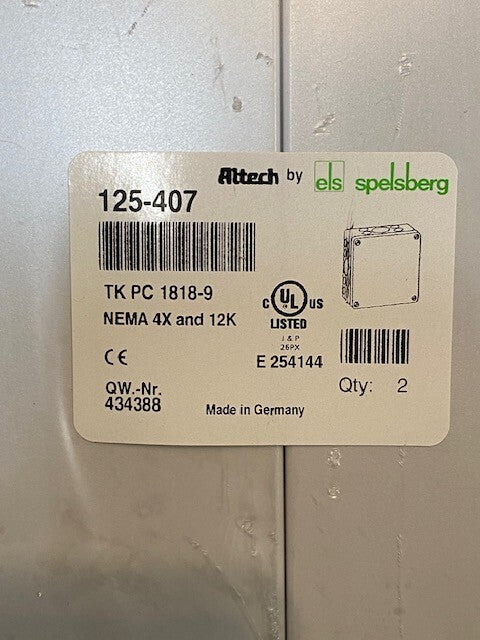 Altech by els spelsberg
125-407
TK PC 1818-9
NEMA 4X and 12K
C UL US
LISTED
J & P
26PX
E 254144
CE
QW.-Nr.
434388
Made in Germany
Qty: 2